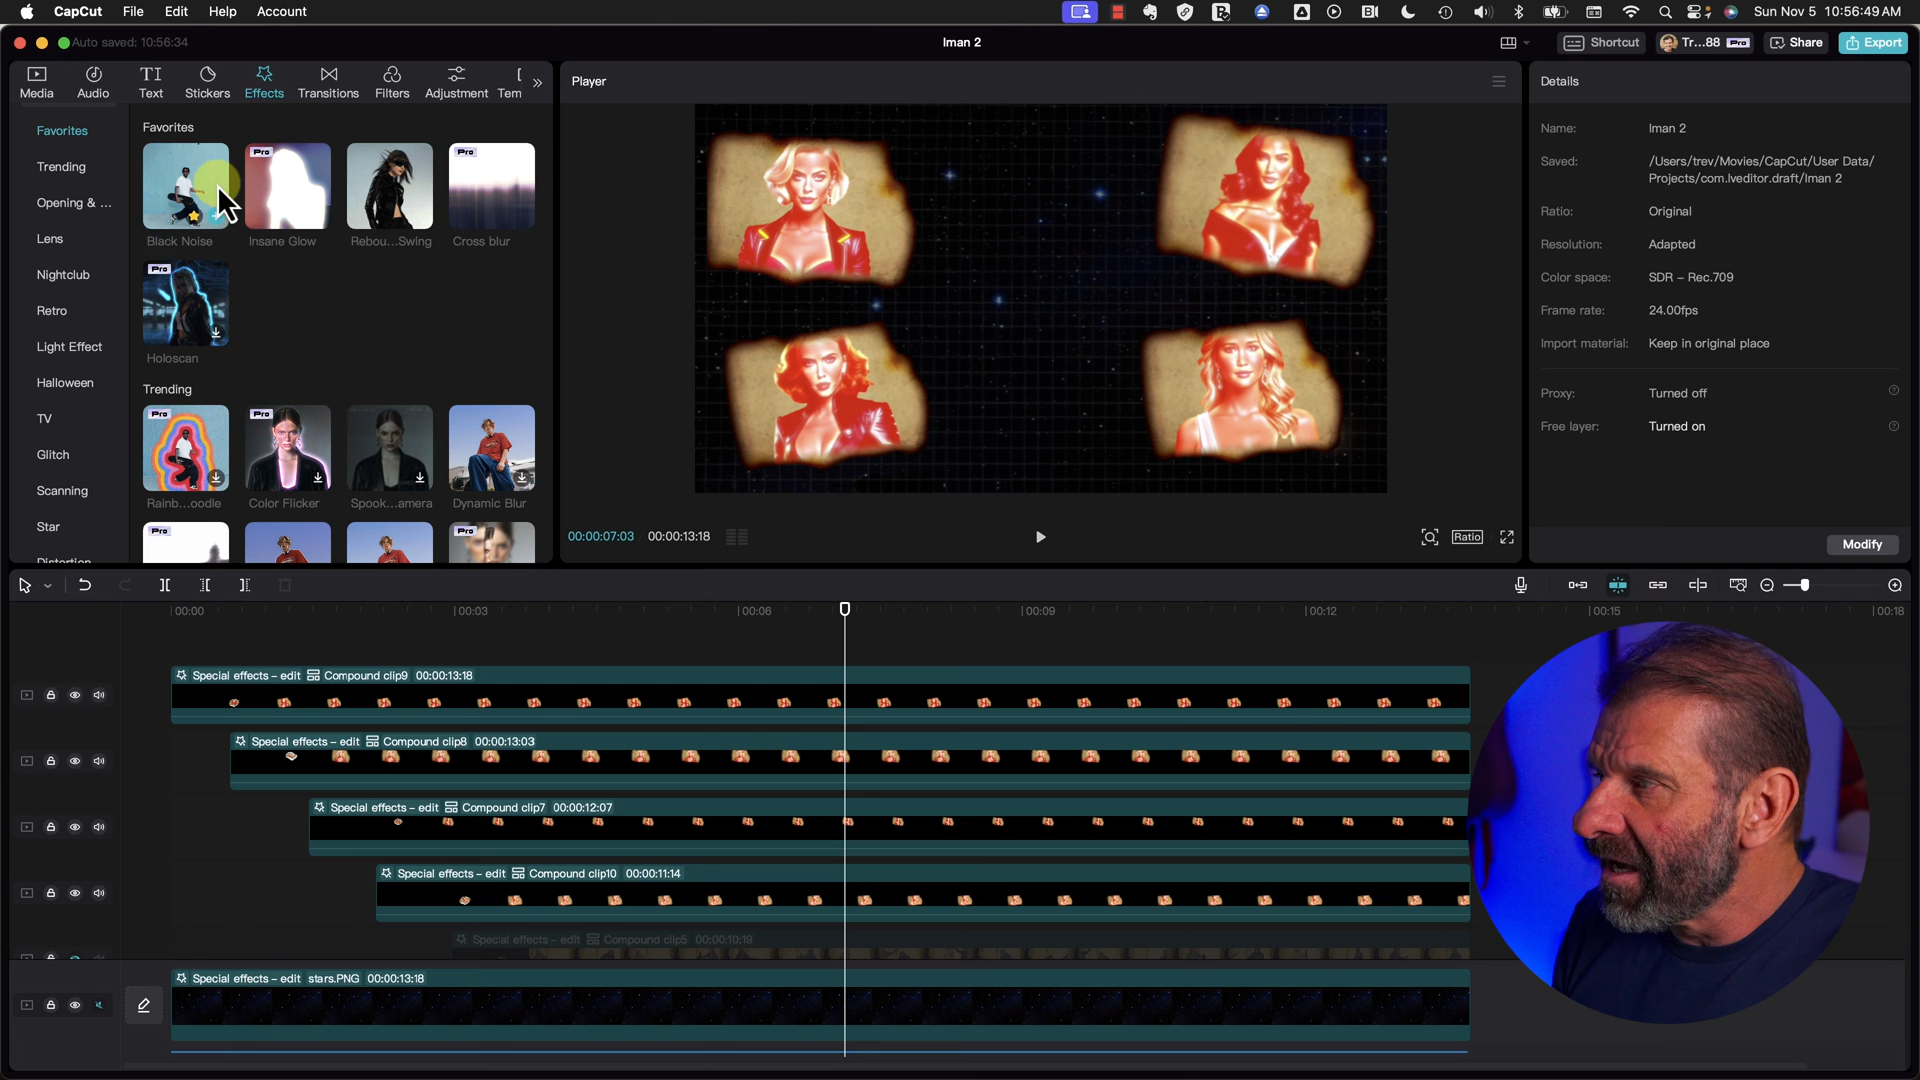 CapCut File Edit Help Account
Sun Nov 5 10:56:49 AM
Auto saved: 10:56:34
Iman 2
Shortcut
Tr...88 Pro
Share
Export
Media Audio Text Stickers Effects Transitions Filters Adjustment Tem
Player
Details
Favorites
Trending
Opening & ...
Lens
Nightclub
Retro
Light Effect
Halloween
TV
Glitch
Scanning
Star
Distortion
Favorites
Pro Pro
Black Noise Insane Glow Rebou...Swing Cross blur
Pro
Holoscan
Trending
Pro Pro
Rainb...oodle Color Flicker Spook...amera Dynamic Blur
Pro Pro
00:00:07:03 / 00:00:13:18
Ratio
Name: Iman 2
Saved: /Users/trev/Movies/CapCut/User Data/
Projects/com.lveditor.draft/Iman 2
Ratio: Original
Resolution: Adapted
Color space: SDR – Rec.709
Frame rate: 24.00fps
Import material: Keep in original place
Proxy: Turned off
Free layer: Turned on
Modify
00:00 00:03 00:06 00:09 00:12 00:15 00:18
Special effects – edit Compound clip9 00:00:13:18
Special effects – edit Compound clip8 00:00:13:03
Special effects – edit Compound clip7 00:00:12:07
Special effects – edit Compound clip10 00:00:11:14
Special effects – edit Compound clip5 00:00:10:19
Special effects – edit stars.PNG 00:00:13:18